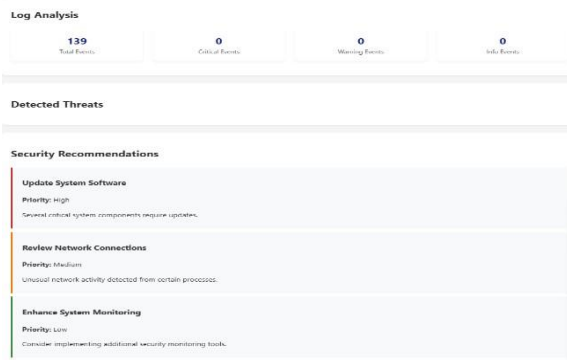 Log Analysis
139 0 0 0
Total Events Critical Events Warning Events Info Events
Detected Threats
Security Recommendations
Update System Software
Priority: High
Several critical system components require updates.
Review Network Connections
Priority: Medium
Unusual network activity detected from certain processes.
Enhance System Monitoring
Priority: Low
Consider implementing additional security monitoring tools.